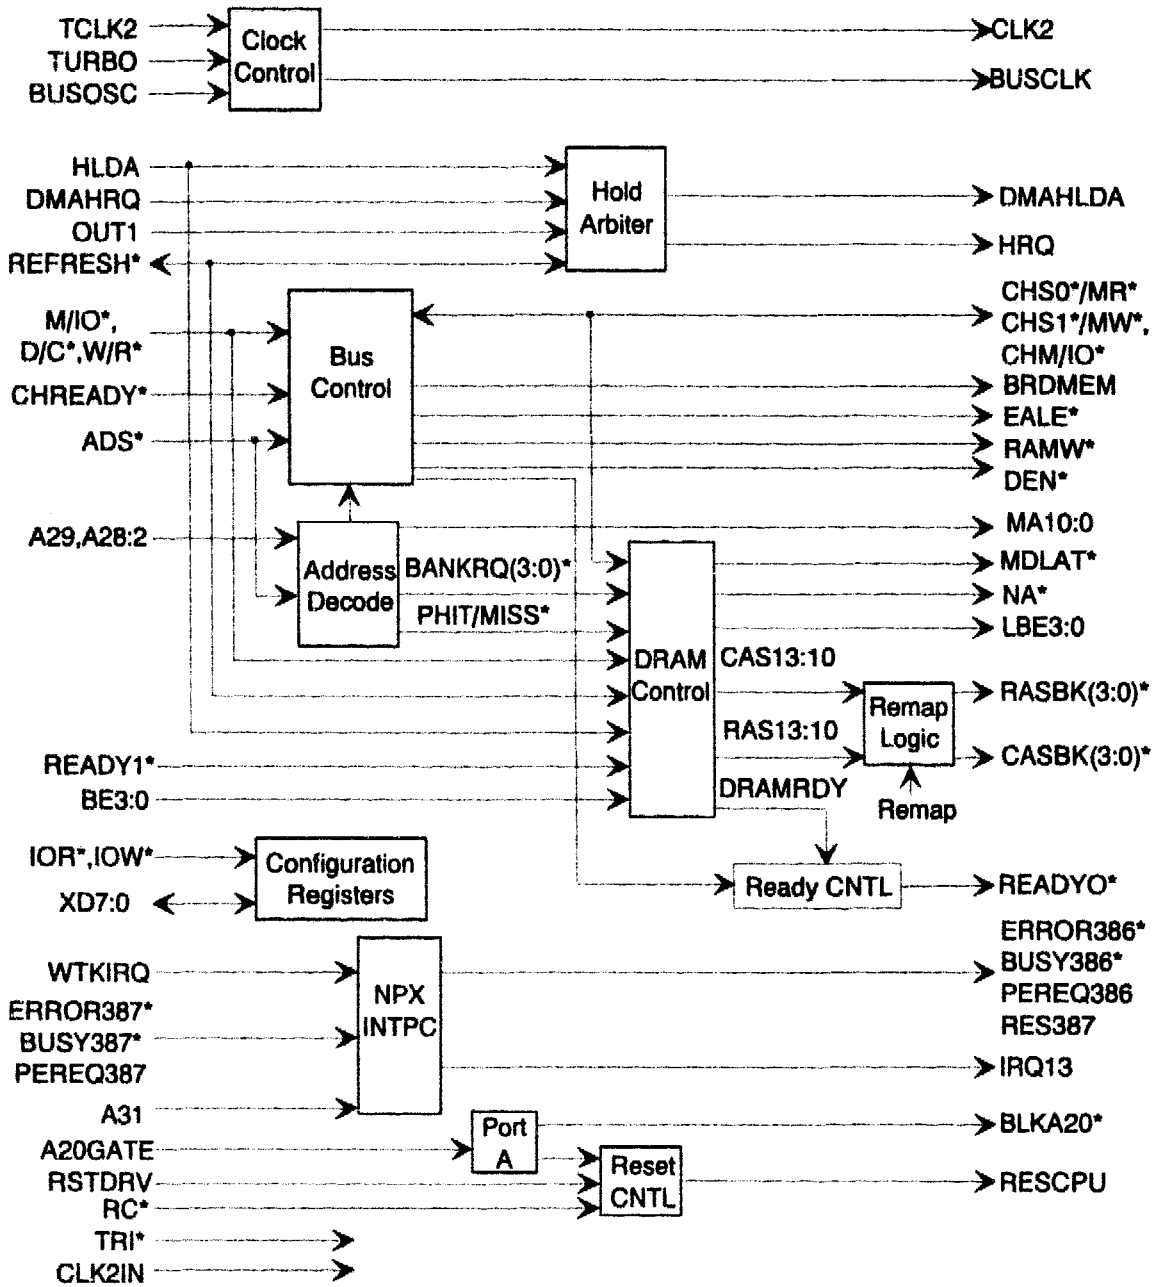 TCLK2
TURBO
BUSOSC
Clock
Control
CLK2
BUSCLK
HLDA
DMAHRQ
OUT1
REFRESH*
Hold
Arbiter
DMAHLDA
HRQ
M/IO*,
D/C*,W/R*
CHREADY*
ADS*
Bus
Control
CHS0*/MR*
CHS1*/MW*,
CHM/IO*
BRDMEM
EALE*
RAMW*
DEN*
A29,A28:2
Address
Decode
BANKRQ(3:0)*
PHIT/MISS*
MA10:0
MDLAT*
NA*
LBE3:0
DRAM
Control
CAS13:10
RAS13:10
DRAMRDY
Remap
Logic
Remap
RASBK(3:0)*
CASBK(3:0)*
READY1*
BE3:0
IOR*,IOW*
XD7:0
Configuration
Registers
Ready CNTL
READYO*
WTKIRQ
ERROR387*
BUSY387*
PEREQ387
A31
NPX
INTPC
ERROR386*
BUSY386*
PEREQ386
RES387
IRQ13
A20GATE
RSTDRV
RC*
TRI*
CLK2IN
Port
A
Reset
CNTL
BLKA20*
RESCPU